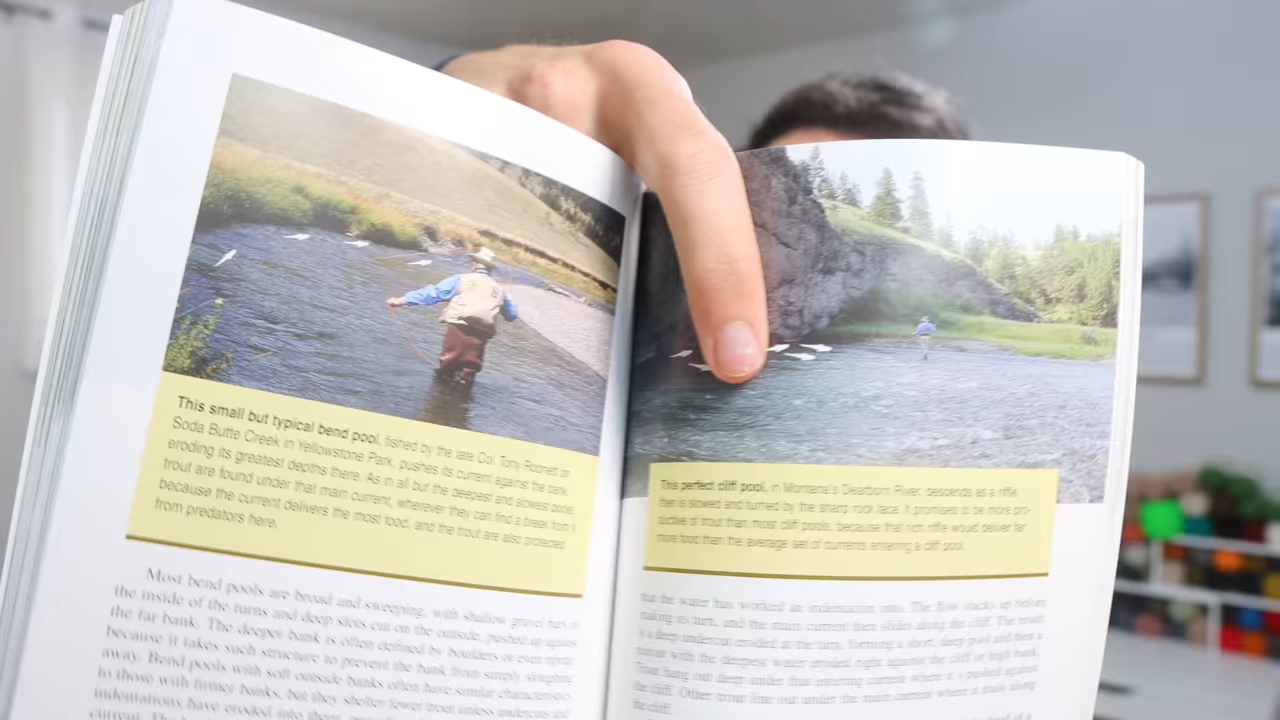 This small but typical bend pool, fished by the late Col. Tony Robnett on
Soda Butte Creek in Yellowstone Park, pushes its current against the bank,
eroding its greatest depths there. As in all but the deepest and slowest pools,
trout are found under that main current, wherever they can find a break from it
because the current delivers the most food, and the trout are also protected
from predators here.
Most bend pools are broad and sweeping, with shallow gravel bars on
the inside of the turns and deep slots cut on the outside, pushed up against
the far bank. The deeper bank is often defined by boulders or even riprap
because it takes such structure to prevent the bank from simply sloughing
away. Bend pools with soft outside banks often have similar characteristics
to those with firmer banks, but they shelter fewer trout unless undercuts and
indentations have eroded into them
current. The
This perfect cliff pool, in Montana's Dearborn River, descends as a riffle,
then is slowed and turned by the sharp rock face. It promises to be more pro-
ductive of trout than most cliff pools, because that rich riffle would deliver far
more food than the average set of currents entering a cliff pool.
that the water has worked an indentation into. The flow stacks up before
making its turn, and the main current then slides along the cliff. The result
is a deep undercut eroded at the turn, forming a short, deep pool and then a
runout with the deepest water eroded right against the cliff or high bank.
Trout hang out deep under that entering current where it is pushed against
the cliff. Other trout lie out under the main current where it trails along
the cliff.